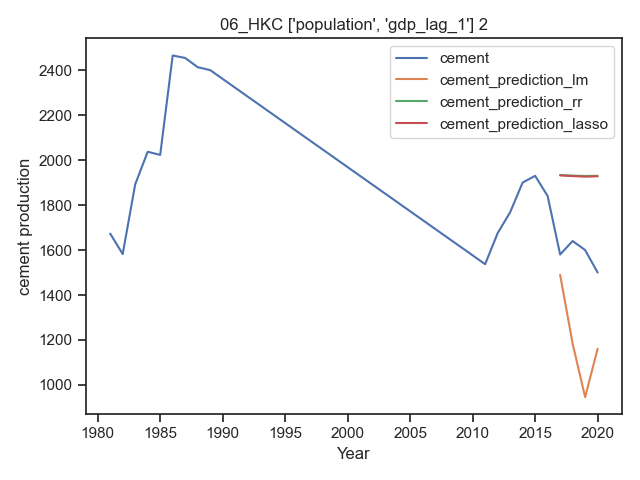 06_HKC ['population', 'gdp_lag_1'] 2
cement
cement_prediction_lm
cement_prediction_rr
cement_prediction_lasso
cement production
2400
2200
2000
1800
1600
1400
1200
1000
1980 1985 1990 1995 2000 2005 2010 2015 2020
Year